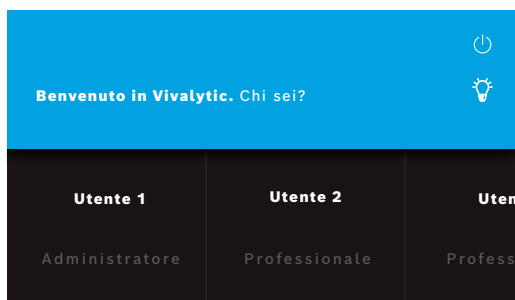 Benvenuto in Vivalytic. Chi sei?
Utente 1 Utente 2
Administratore Professionale